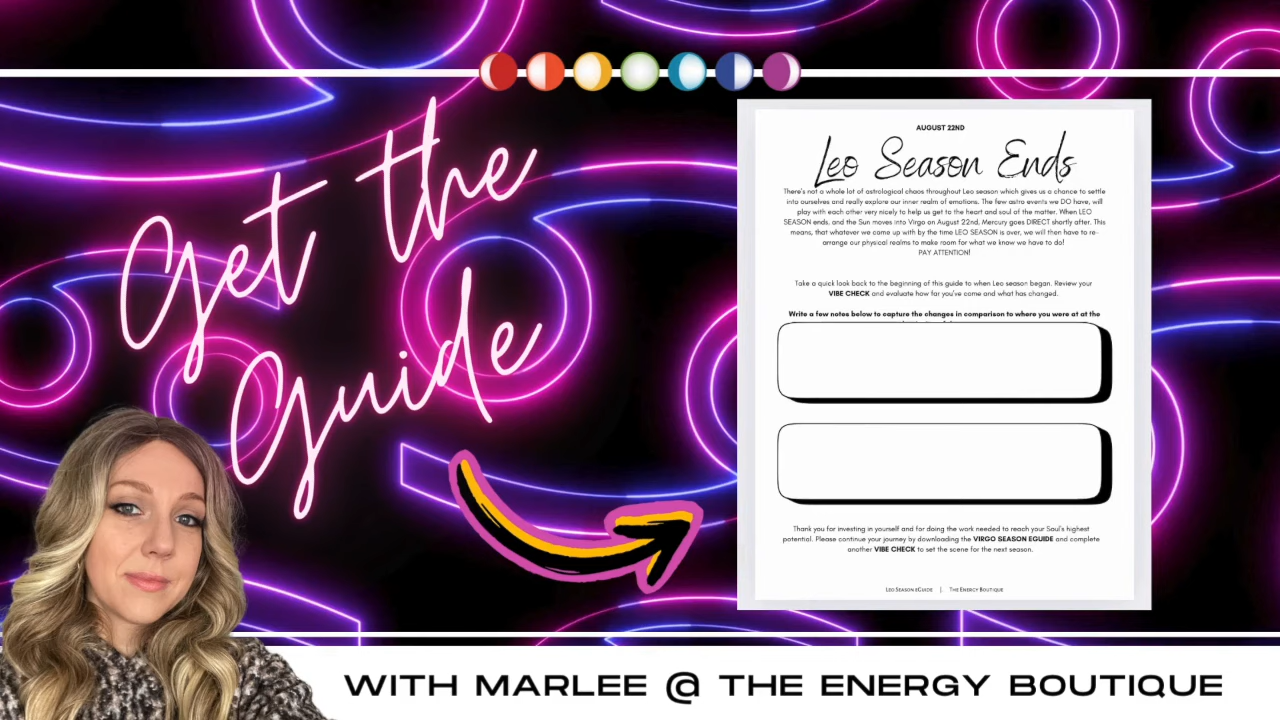 Get the
Guide
AUGUST 22ND
Leo Season Ends
There's not a whole lot of astrological chaos throughout Leo season which gives us a chance to settle
into ourselves and really explore our inner realm of emotions. The few astro events we DO have, will
play with each other very nicely to help us get to the heart and soul of the matter. When LEO
SEASON ends, and the Sun moves into Virgo on August 22nd, Mercury goes DIRECT shortly after. This
means, that whatever we came up with by the time LEO SEASON is over, we will then have to re-
arrange our physical realms to make room for what we know we have to do!
PAY ATTENTION!
Take a quick look back to the beginning of this guide to when Leo season began. Review your
VIBE CHECK and evaluate how far you've come and what has changed.
Write a few notes below to capture the changes in comparison to where you were at at the
Thank you for investing in yourself and for doing the work needed to reach your Soul's highest
potential. Please continue your journey by downloading the VIRGO SEASON EGUIDE and complete
another VIBE CHECK to set the scene for the next season.
LEO SEASON EGUIDE | THE ENERGY BOUTIQUE
WITH MARLEE @ THE ENERGY BOUTIQUE